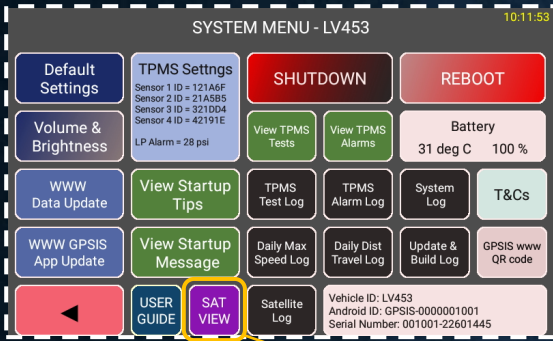 SYSTEM MENU - LV453
10:11:53
Default
Settings
TPMS Settngs
Sensor 1 ID = 121A6F
Sensor 2 ID = 21A5B5
Sensor 3 ID = 321DD4
Sensor 4 ID = 42191E
LP Alarm = 28 psi
SHUTDOWN
REBOOT
Volume &
Brightness
View TPMS
Tests
View TPMS
Alarms
Battery
31 deg C 100 %
WWW
Data Update
View Startup
Tips
TPMS
Test Log
TPMS
Alarm Log
System
Log
T&Cs
WWW GPSIS
App Update
View Startup
Message
Daily Max
Speed Log
Daily Dist
Travel Log
Update &
Build Log
GPSIS www
QR code
USER
GUIDE
SAT
VIEW
Satellite
Log
Vehicle ID: LV453
Android ID: GPSIS-0000001001
Serial Number: 001001-22601445